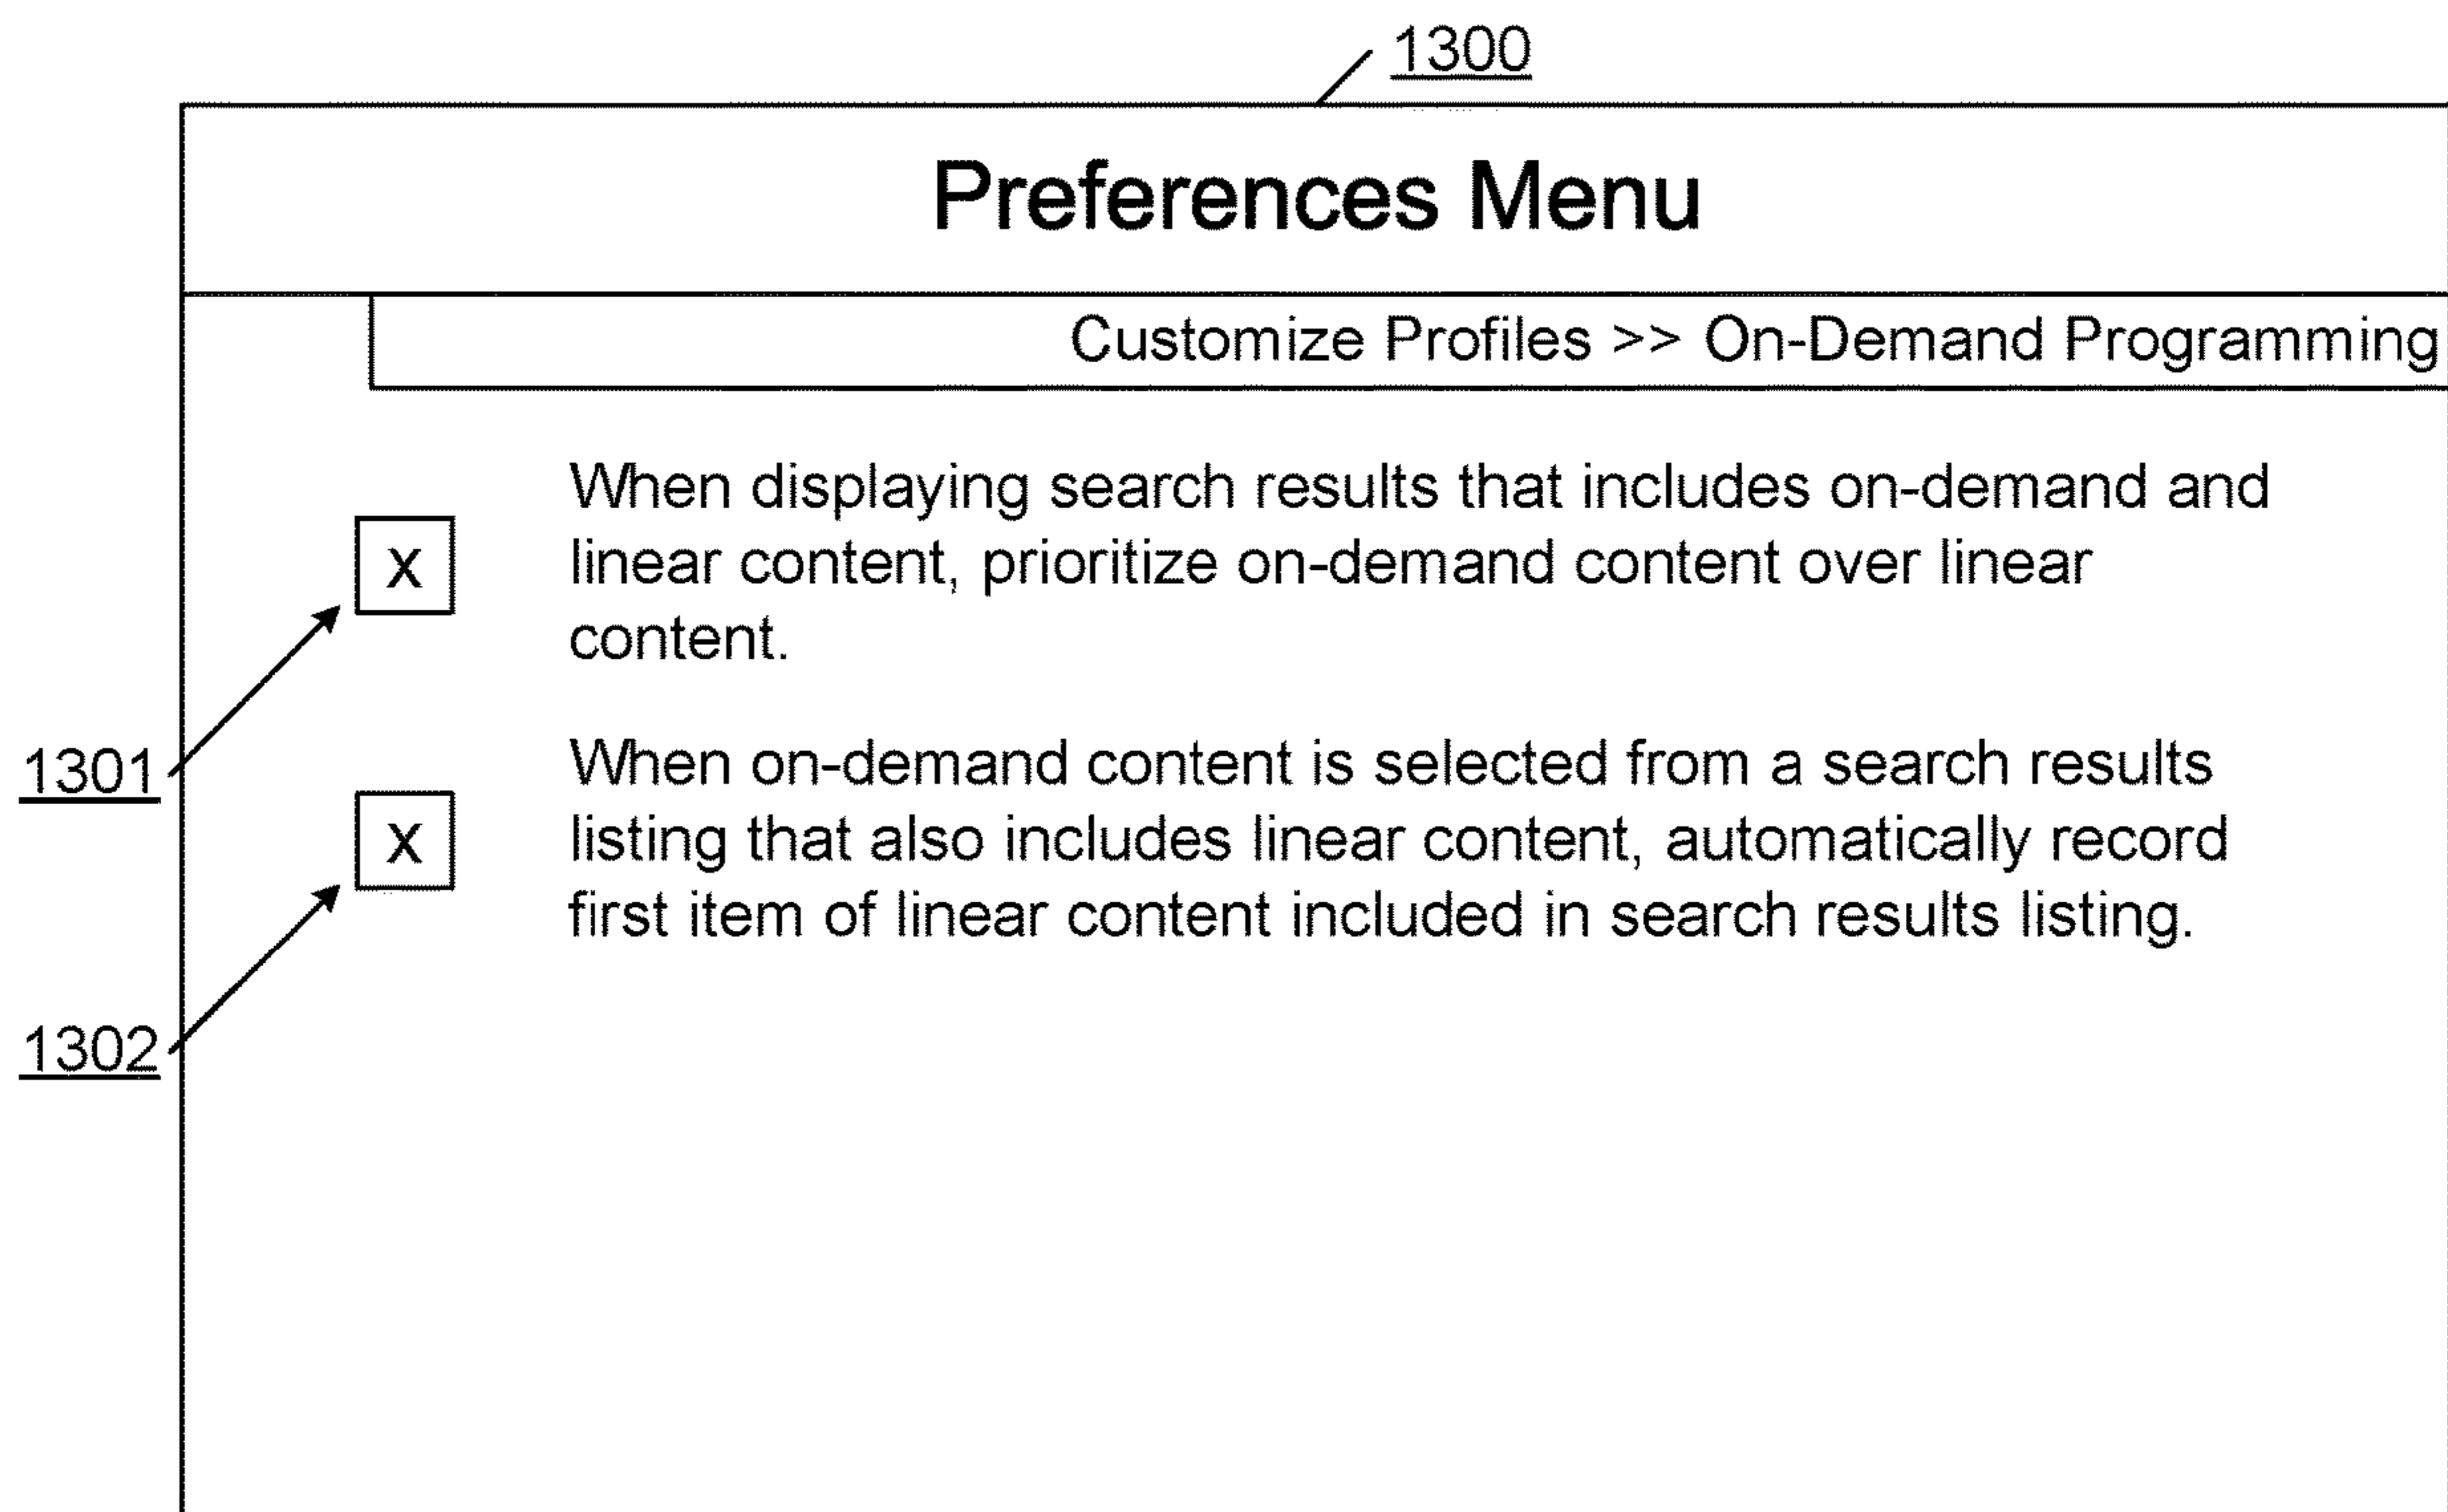 1300
Preferences Menu
Customize Profiles >> On-Demand Programming
When displaying search results that includes on-demand and
X
linear content, prioritize on-demand content over linear
content.
1301
When on-demand content is selected from a search results
X
listing that also includes linear content, automatically record
first item of linear content included in search results listing.
1302